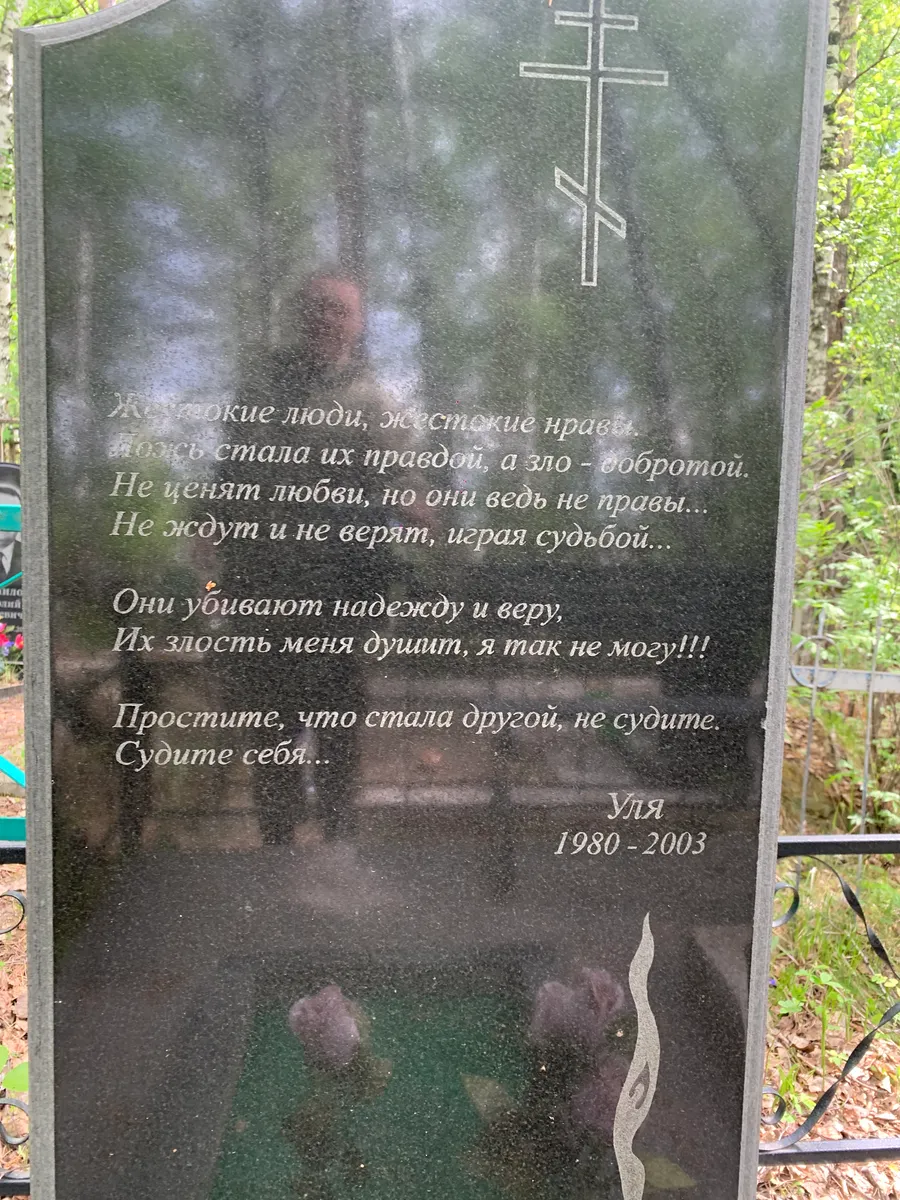 Жестокие люди, жестокие нравы.
Ложь стала их правдой, а зло - добротой.
Не ценят любви, но они ведь не правы...
Не ждут и не верят, играя судьбой...
Они убивают надежду и веру,
Их злость меня душит, я так не могу!!!
Простите, что стала другой, не судите.
Судите себя...
Уля
1980 - 2003